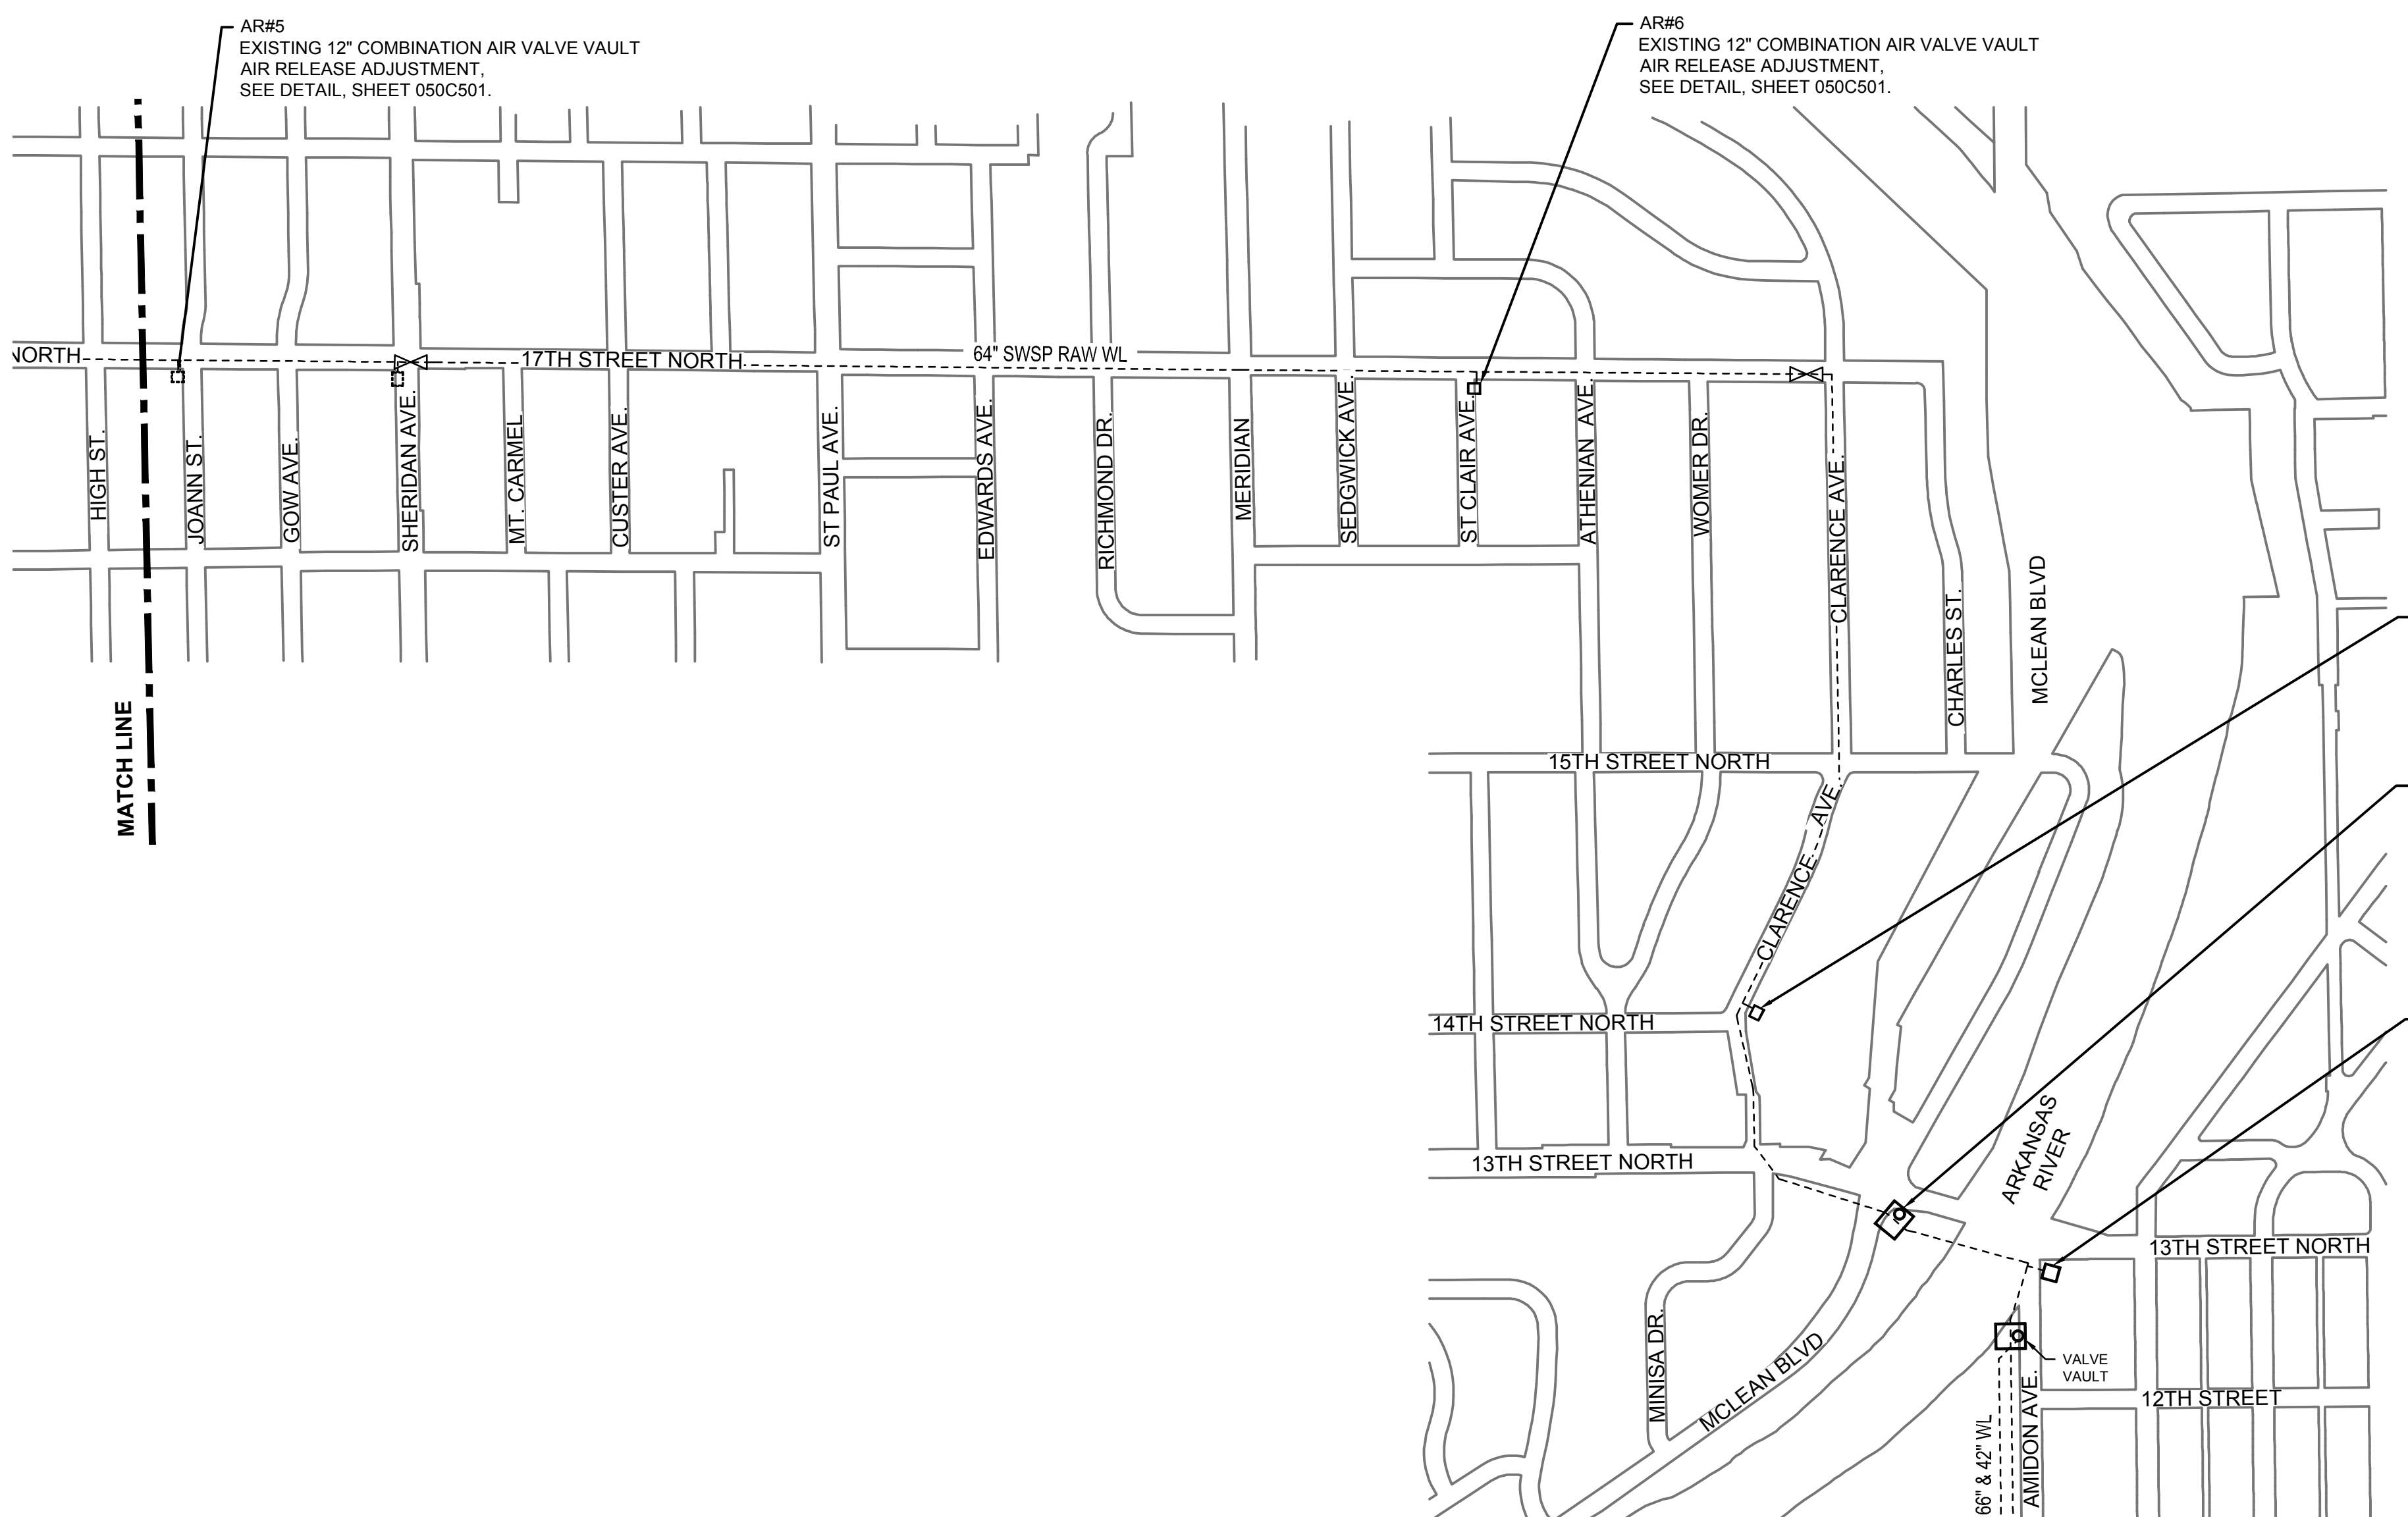 AR#5
EXISTING 12" COMBINATION AIR VALVE VAULT
AIR RELEASE ADJUSTMENT,
SEE DETAIL, SHEET 050C501.
AR#6
EXISTING 12" COMBINATION AIR VALVE VAULT
AIR RELEASE ADJUSTMENT,
SEE DETAIL, SHEET 050C501.
NORTH
17TH STREET NORTH
64" SWSP RAW WL
HIGH ST.
JOANN ST.
GOW AVE.
SHERIDAN AVE.
MT. CARMEL
CUSTER AVE.
ST PAUL AVE.
EDWARDS AVE.
RICHMOND DR.
MERIDIAN
SEDGWICK AVE.
ST CLAIR AVE.
ATHENIAN AVE.
WOMER DR.
CLARENCE AVE.
CHARLES ST.
MCLEAN BLVD
MATCH LINE
15TH STREET NORTH
CLARENCE AVE.
14TH STREET NORTH
13TH STREET NORTH
ARKANSAS
RIVER
13TH STREET NORTH
MINISA DR.
MCLEAN BLVD
VALVE
VAULT
12TH STREET
66" & 42" WL
AMIDON AVE.